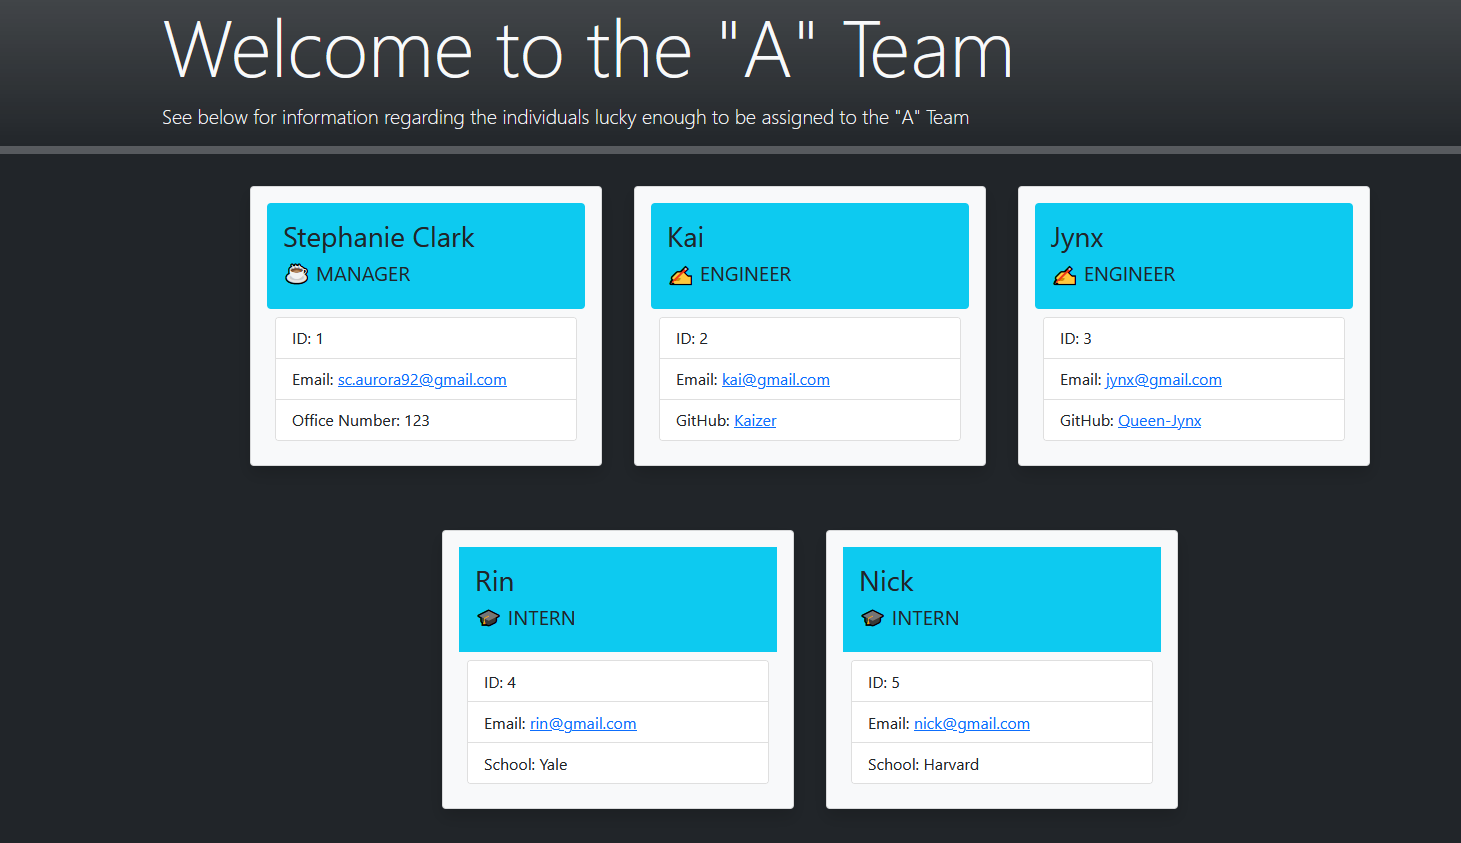 Welcome to the "A" Team
See below for information regarding the individuals lucky enough to be assigned to the "A" Team
Stephanie Clark
MANAGER
ID: 1
Email: sc.aurora92@gmail.com
Office Number: 123
Kai
ENGINEER
ID: 2
Email: kai@gmail.com
GitHub: Kaizer
Jynx
ENGINEER
ID: 3
Email: jynx@gmail.com
GitHub: Queen-Jynx
Rin
INTERN
ID: 4
Email: rin@gmail.com
School: Yale
Nick
INTERN
ID: 5
Email: nick@gmail.com
School: Harvard